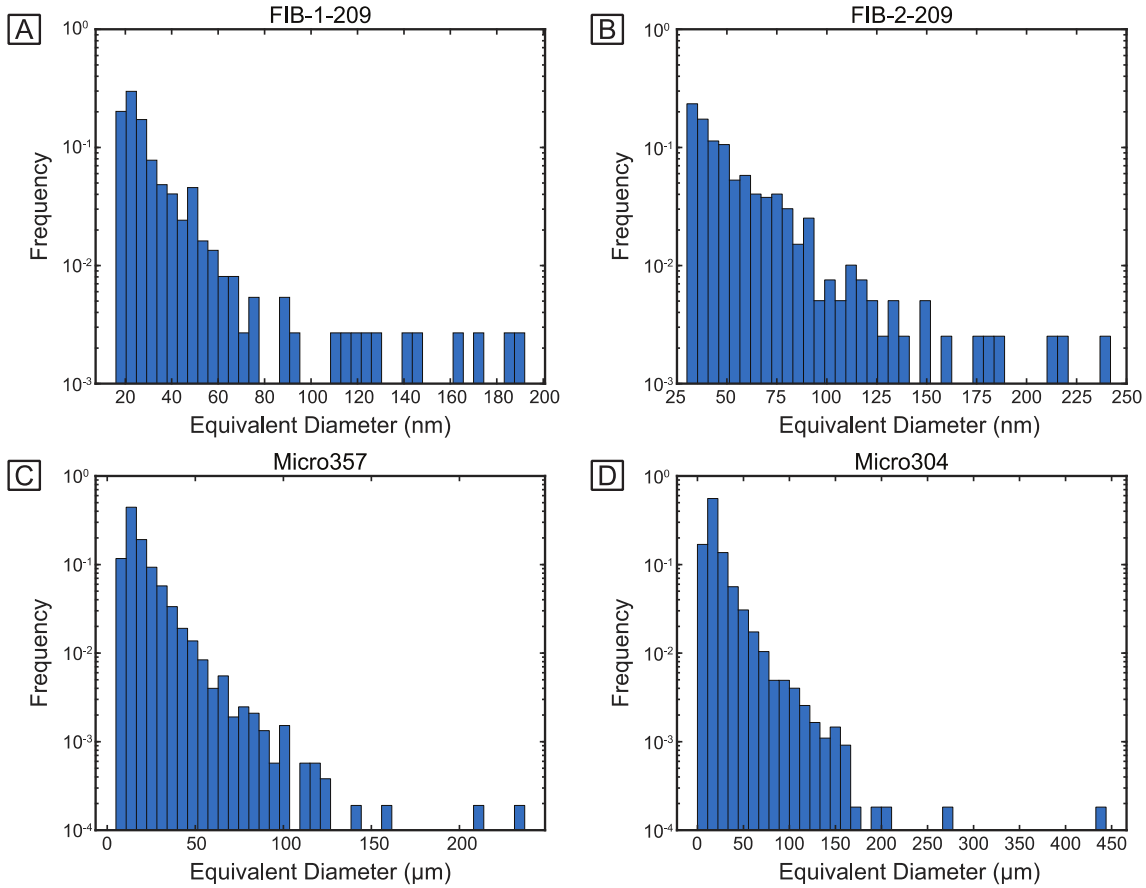 A
FIB-1-209
10^0
10^-1
10^-2
10^-3
Frequency
20 40 60 80 100 120 140 160 180 200
Equivalent Diameter (nm)
B
FIB-2-209
10^0
10^-1
10^-2
10^-3
Frequency
25 50 75 100 125 150 175 200 225 250
Equivalent Diameter (nm)
C
Micro357
10^0
10^-1
10^-2
10^-3
10^-4
Frequency
0 50 100 150 200
Equivalent Diameter (µm)
D
Micro304
10^0
10^-1
10^-2
10^-3
10^-4
Frequency
0 50 100 150 200 250 300 350 400 450
Equivalent Diameter (µm)